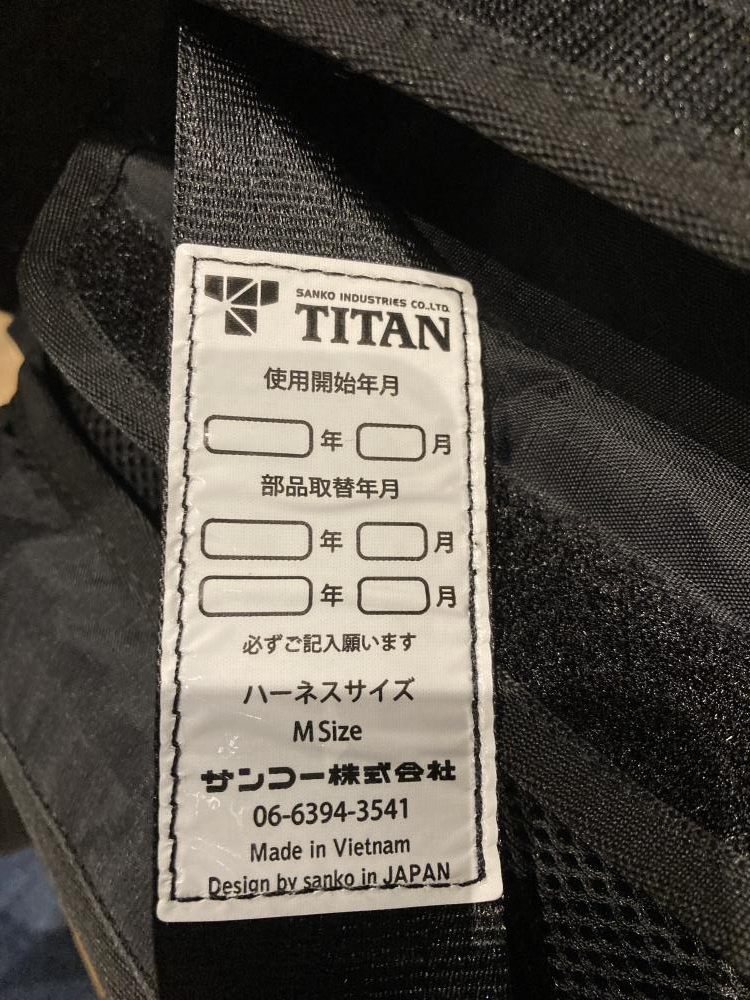 SANKO INDUSTRIES CO.,LTD.
TITAN
使用開始年月
年 月
部品取替年月
年 月
年 月
必ずご記入願います
ハーネスサイズ
M Size
サンコー株式会社
06-6394-3541
Made in Vietnam
Design by sanko in JAPAN